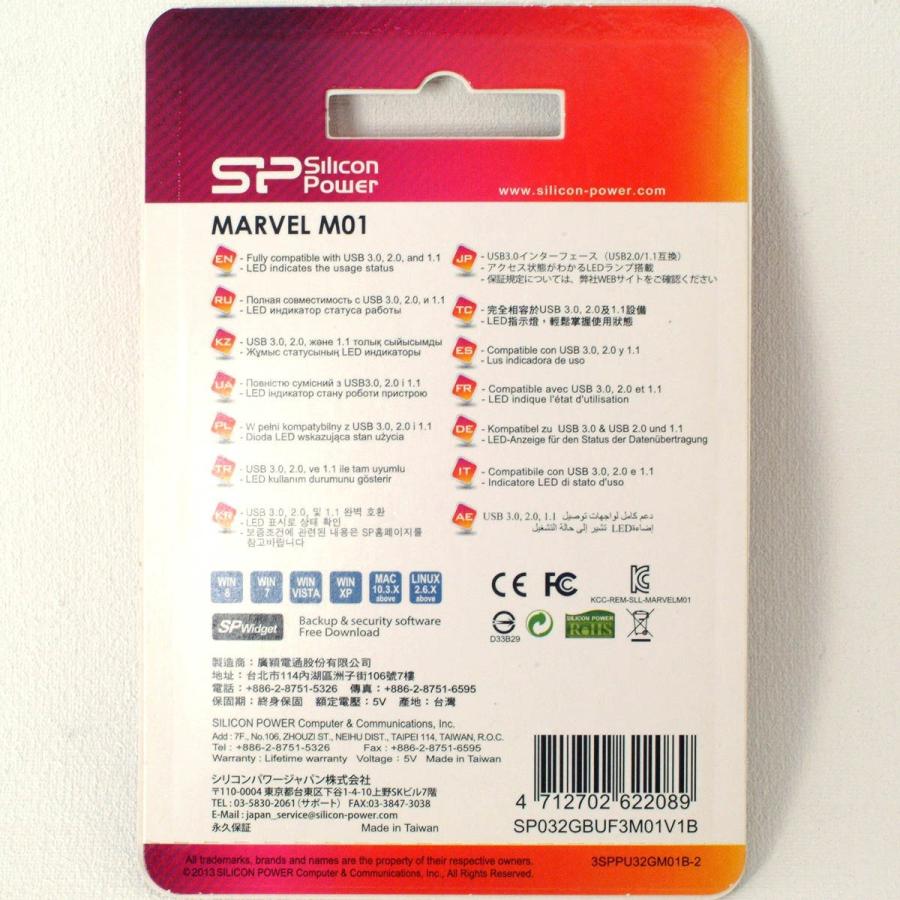 SP Silicon Power
www.silicon-power.com
MARVEL M01
EN - Fully compatible with USB 3.0, 2.0, and 1.1
- LED indicates the usage status
RU - Полная совместимость с USB 3.0, 2.0, и 1.1
- LED индикатор статуса работы
KZ - USB 3.0, 2.0, және 1.1 толық сыйысымды
- Жұмыс статусының LED индикаторы
UA - Повністю сумісний з USB3.0, 2.0 і 1.1
- LED індикатор стану роботи пристрою
PL - W pełni kompatybilny z USB 3.0, 2.0 i 1.1
- Dioda LED wskazująca stan użycia
TR - USB 3.0, 2.0, ve 1.1 ile tam uyumlu
- LED kullanım durumunu gösterir
KR - USB 3.0, 2.0, 및 1.1 완벽 호환
- LED 표시로 상태 확인
- 보증조건에 관련된 내용은 SP홈페이지를
참고바랍니다
JP - USB3.0インターフェース（USB2.0/1.1互換）
- アクセス状態がわかるLEDランプ搭載
- 保証規定については、弊社WEBサイトをご確認ください
TC - 完全相容於USB 3.0, 2.0及1.1設備
- LED指示燈，輕鬆掌握使用狀態
ES - Compatible con USB 3.0, 2.0 y 1.1
- Lus indicadora de uso
FR - Compatible avec USB 3.0, 2.0 et 1.1
- LED indique l'état d'utilisation
DE - Kompatibel zu USB 3.0 & USB 2.0 und 1.1
- LED-Anzeige für den Status der Datenübertragung
IT - Compatibile con USB 3.0, 2.0 e 1.1
- Indicatore LED di stato d'uso
AE - دعم كامل لواجهات توصيل USB 3.0, 2.0, 1.1
- إضاءة LED تشير إلى حالة التشغيل
WIN 8
WIN 7
WIN VISTA
WIN XP
MAC 10.3.X above
LINUX 2.6.X above
CE FC
KCC-REM-SLL-MARVELM01
SP Widget
Backup & security software
Free Download
D33B29
SILICON POWER
RoHS
製造商：廣穎電通股份有限公司
地址：台北市114內湖區洲子街106號7樓
電話：+886-2-8751-5326 傳真：+886-2-8751-6595
保固期：終身保固 額定電壓：5V 產地：台灣
SILICON POWER Computer & Communications, Inc.
Add : 7F., No.106, ZHOUZI ST., NEIHU DIST., TAIPEI 114, TAIWAN, R.O.C.
Tel : +886-2-8751-5326 Fax : +886-2-8751-6595
Warranty : Lifetime warranty Voltage : 5V Made in Taiwan
シリコンパワージャパン株式会社
〒110-0004 東京都台東区下谷1-4-10上野SKビル7階
TEL : 03-5830-2061 (サポート) FAX:03-3847-3038
E-Mail : japan_service@silicon-power.com
永久保証 Made in Taiwan
4 712702 622089
SP032GBUF3M01V1B
All trademarks, brands and names are the property of their respective owners.
©2013 SILICON POWER Computer & Communications, Inc., All Rights Reserved.
3SPPU32GM01B-2